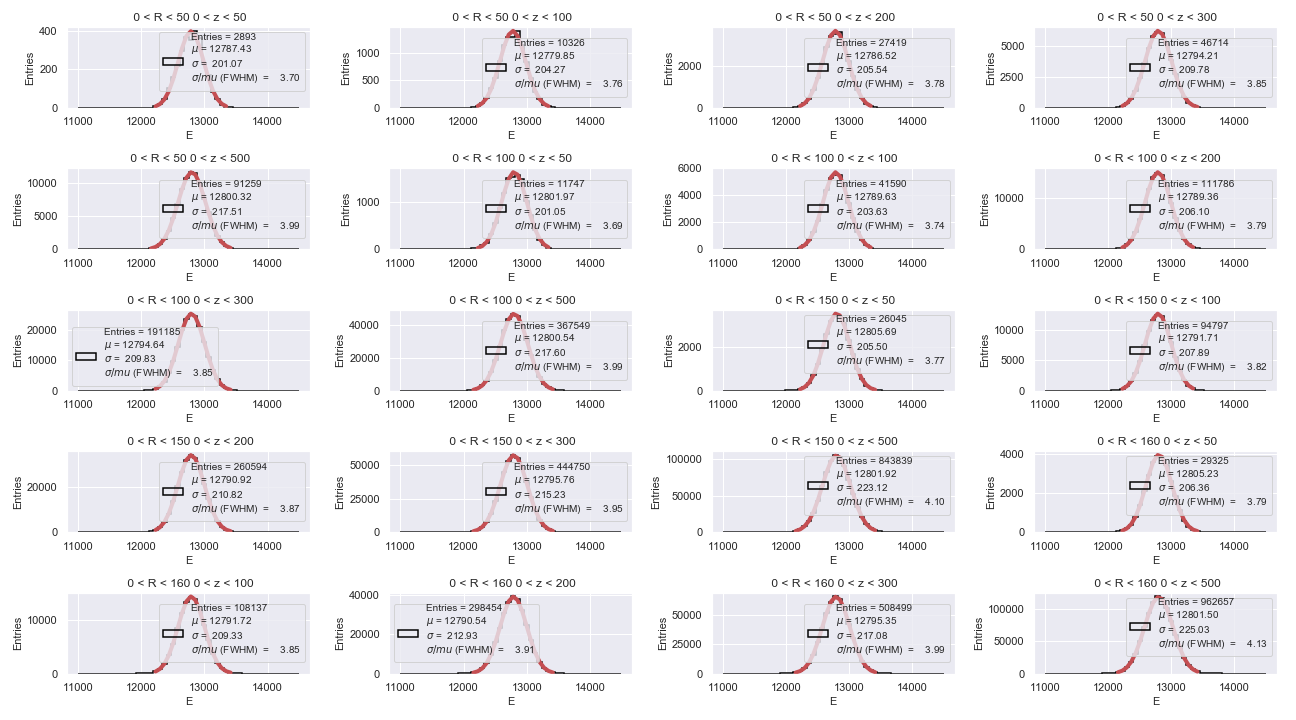 0 < R < 50 0 < z < 50
Entries
400
200
0
Entries = 2893
μ = 12787.43
σ = 201.07
σ/mu (FWHM) = 3.70
11000 12000 13000 14000
E
0 < R < 50 0 < z < 100
Entries
1000
500
0
Entries = 10326
μ = 12779.85
σ = 204.27
σ/mu (FWHM) = 3.76
11000 12000 13000 14000
E
0 < R < 50 0 < z < 200
Entries
2000
0
Entries = 27419
μ = 12786.52
σ = 205.54
σ/mu (FWHM) = 3.78
11000 12000 13000 14000
E
0 < R < 50 0 < z < 300
Entries
5000
2500
0
Entries = 46714
μ = 12794.21
σ = 209.78
σ/mu (FWHM) = 3.85
11000 12000 13000 14000
E
0 < R < 50 0 < z < 500
Entries
10000
5000
0
Entries = 91259
μ = 12800.32
σ = 217.51
σ/mu (FWHM) = 3.99
11000 12000 13000 14000
E
0 < R < 100 0 < z < 50
Entries
1000
0
Entries = 11747
μ = 12801.97
σ = 201.05
σ/mu (FWHM) = 3.69
11000 12000 13000 14000
E
0 < R < 100 0 < z < 100
Entries
6000
4000
2000
0
Entries = 41590
μ = 12789.63
σ = 203.63
σ/mu (FWHM) = 3.74
11000 12000 13000 14000
E
0 < R < 100 0 < z < 200
Entries
10000
0
Entries = 111786
μ = 12789.36
σ = 206.10
σ/mu (FWHM) = 3.79
11000 12000 13000 14000
E
0 < R < 100 0 < z < 300
Entries
20000
10000
0
Entries = 191185
μ = 12794.64
σ = 209.83
σ/mu (FWHM) = 3.85
11000 12000 13000 14000
E
0 < R < 100 0 < z < 500
Entries
40000
20000
0
Entries = 367549
μ = 12800.54
σ = 217.60
σ/mu (FWHM) = 3.99
11000 12000 13000 14000
E
0 < R < 150 0 < z < 50
Entries
2000
0
Entries = 26045
μ = 12805.69
σ = 205.50
σ/mu (FWHM) = 3.77
11000 12000 13000 14000
E
0 < R < 150 0 < z < 100
Entries
10000
5000
0
Entries = 94797
μ = 12791.71
σ = 207.89
σ/mu (FWHM) = 3.82
11000 12000 13000 14000
E
0 < R < 150 0 < z < 200
Entries
20000
0
Entries = 260594
μ = 12790.92
σ = 210.82
σ/mu (FWHM) = 3.87
11000 12000 13000 14000
E
0 < R < 150 0 < z < 300
Entries
50000
25000
0
Entries = 444750
μ = 12795.76
σ = 215.23
σ/mu (FWHM) = 3.95
11000 12000 13000 14000
E
0 < R < 150 0 < z < 500
Entries
100000
50000
0
Entries = 843839
μ = 12801.92
σ = 223.12
σ/mu (FWHM) = 4.10
11000 12000 13000 14000
E
0 < R < 160 0 < z < 50
Entries
4000
2000
0
Entries = 29325
μ = 12805.23
σ = 206.36
σ/mu (FWHM) = 3.79
11000 12000 13000 14000
E
0 < R < 160 0 < z < 100
Entries
10000
0
Entries = 108137
μ = 12791.72
σ = 209.33
σ/mu (FWHM) = 3.85
11000 12000 13000 14000
E
0 < R < 160 0 < z < 200
Entries
40000
20000
0
Entries = 298454
μ = 12790.54
σ = 212.93
σ/mu (FWHM) = 3.91
11000 12000 13000 14000
E
0 < R < 160 0 < z < 300
Entries
50000
25000
0
Entries = 508499
μ = 12795.35
σ = 217.08
σ/mu (FWHM) = 3.99
11000 12000 13000 14000
E
0 < R < 160 0 < z < 500
Entries
100000
50000
0
Entries = 962657
μ = 12801.50
σ = 225.03
σ/mu (FWHM) = 4.13
11000 12000 13000 14000
E